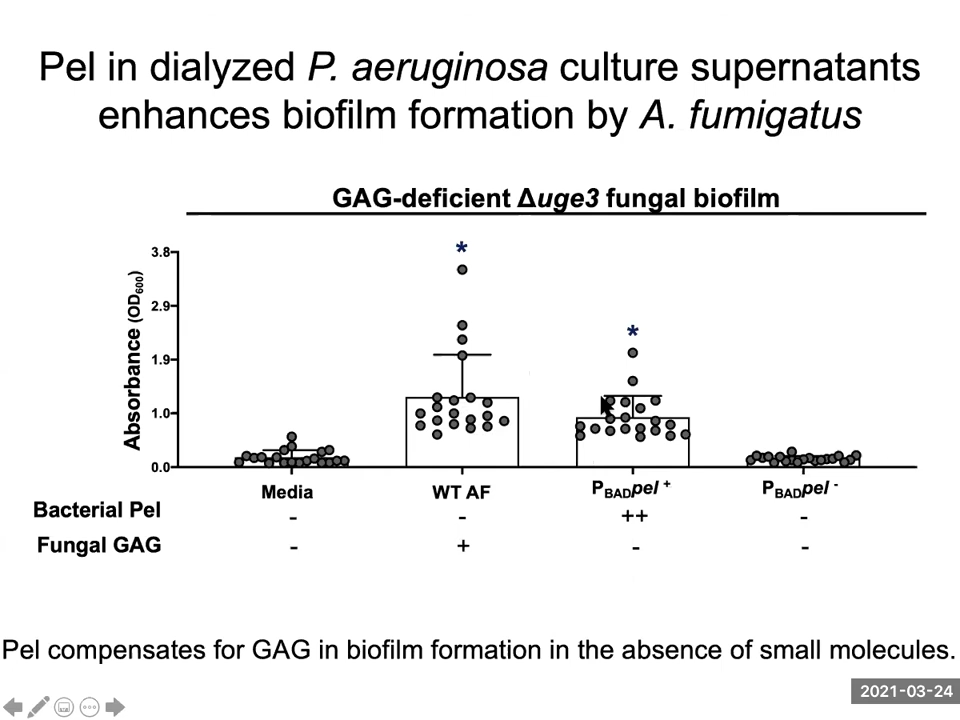 Pel in dialyzed P. aeruginosa culture supernatants
enhances biofilm formation by A. fumigatus
GAG-deficient Δuge3 fungal biofilm
*
*
3.8
2.9
1.9
1.0
0.0
Absorbance (OD600)
Media WT AF PBADpel + PBADpel -
Bacterial Pel - - ++ -
Fungal GAG - + - -
Pel compensates for GAG in biofilm formation in the absence of small molecules.
2021-03-24